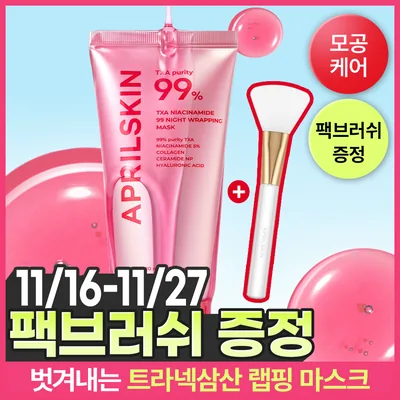 모공
케어
팩브러쉬
증정
APRILSKIN
TXA purity
99%
TXA NIACINAMIDE
99 NIGHT WRAPPING
MASK
99% purity TXA
NIACINAMIDE 5%
COLLAGEN
CERAMIDE NP
HYALURONIC ACID
+
11/16-11/27
팩브러쉬 증정
벗겨내는 트라넥삼산 랩핑 마스크